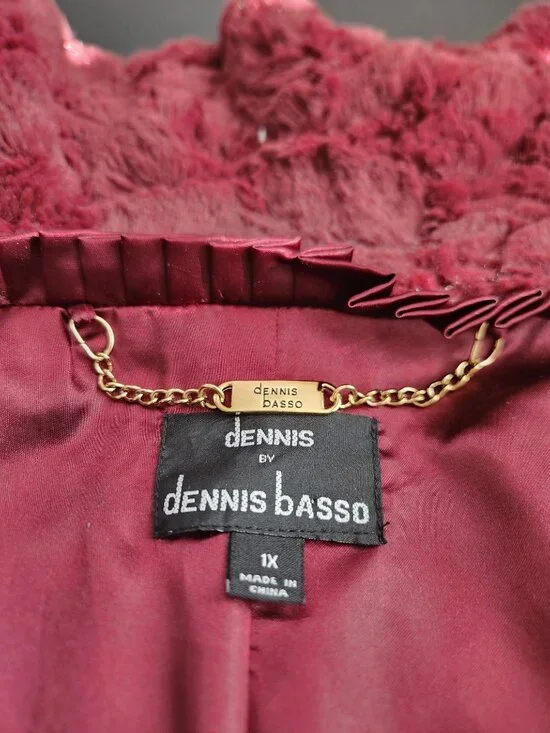 dENNIS
bASSO
dENNIS
BY
dENNIS bASSO
1X
MADE IN
CHINA